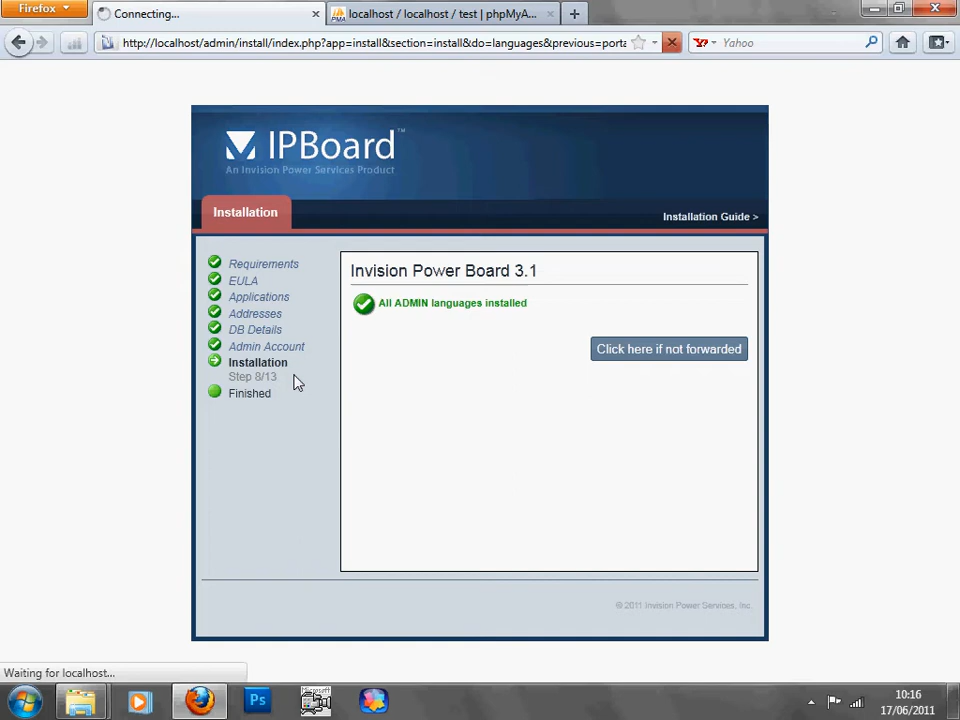 Firefox
Connecting...
localhost / localhost / test | phpMyA...
http://localhost/admin/install/index.php?app=install&section=install&do=languages&previous=porta
Yahoo
IPBoard™
An Invision Power Services Product
Installation
Installation Guide >
Requirements
EULA
Applications
Addresses
DB Details
Admin Account
Installation
Step 8/13
Finished
Invision Power Board 3.1
All ADMIN languages installed
Click here if not forwarded
© 2011 Invision Power Services, Inc.
Waiting for localhost...
Ps
Microsoft
10:16
17/06/2011